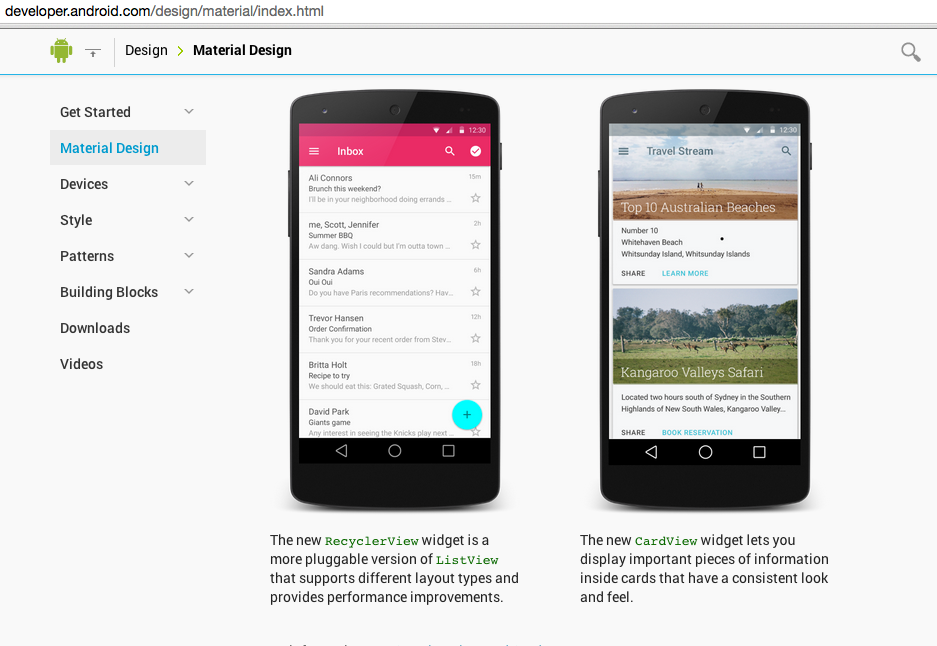 developer.android.com/design/material/index.html
Design > Material Design
Get Started
Material Design
Devices
Style
Patterns
Building Blocks
Downloads
Videos
12:30
Inbox
Ali Connors 15m
Brunch this weekend?
I'll be in your neighborhood doing errands ...
me, Scott, Jennifer 2h
Summer BBQ
Aw dang. Wish I could but I'm outta town ...
Sandra Adams 6h
Oui Oui
Do you have Paris recommendations? Hav...
Trevor Hansen 12h
Order Confirmation
Thank you for your recent order from Stev...
Britta Holt 18h
Recipe to try
We should eat this: Grated Squash, Corn, ...
David Park
Giants game
Any interest in seeing the Knicks play next ...
+
12:30
Travel Stream
Top 10 Australian Beaches
Number 10
Whitehaven Beach
Whitsunday Island, Whitsunday Islands
SHARE LEARN MORE
Kangaroo Valleys Safari
Located two hours south of Sydney in the Southern
Highlands of New South Wales, Kangaroo Valley...
SHARE BOOK RESERVATION
The new RecyclerView widget is a
more pluggable version of ListView
that supports different layout types and
provides performance improvements.
The new CardView widget lets you
display important pieces of information
inside cards that have a consistent look
and feel.